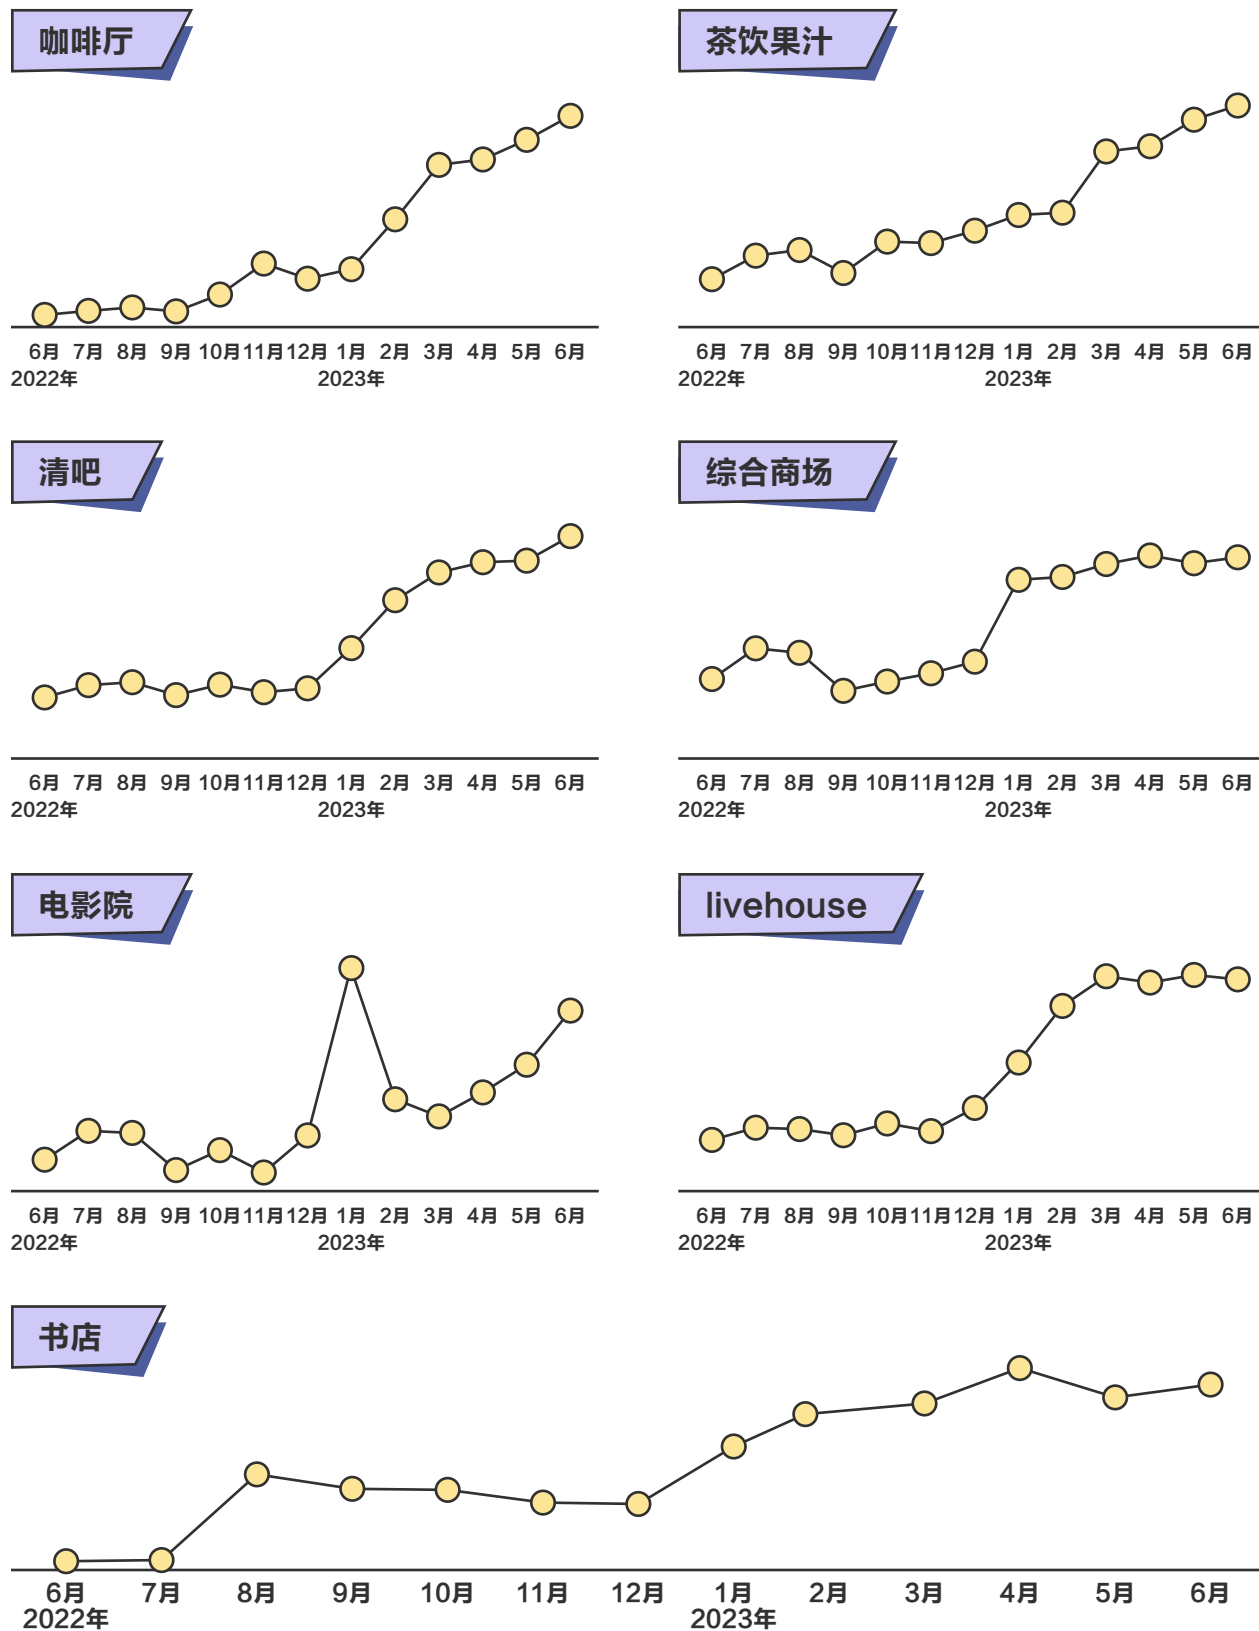 咖啡厅
6月 7月 8月 9月 10月 11月 12月 1月 2月 3月 4月 5月 6月
2022年 2023年
茶饮果汁
6月 7月 8月 9月 10月 11月 12月 1月 2月 3月 4月 5月 6月
2022年 2023年
清吧
6月 7月 8月 9月 10月 11月 12月 1月 2月 3月 4月 5月 6月
2022年 2023年
综合商场
6月 7月 8月 9月 10月 11月 12月 1月 2月 3月 4月 5月 6月
2022年 2023年
电影院
6月 7月 8月 9月 10月 11月 12月 1月 2月 3月 4月 5月 6月
2022年 2023年
livehouse
6月 7月 8月 9月 10月 11月 12月 1月 2月 3月 4月 5月 6月
2022年 2023年
书店
6月 7月 8月 9月 10月 11月 12月 1月 2月 3月 4月 5月 6月
2022年 2023年